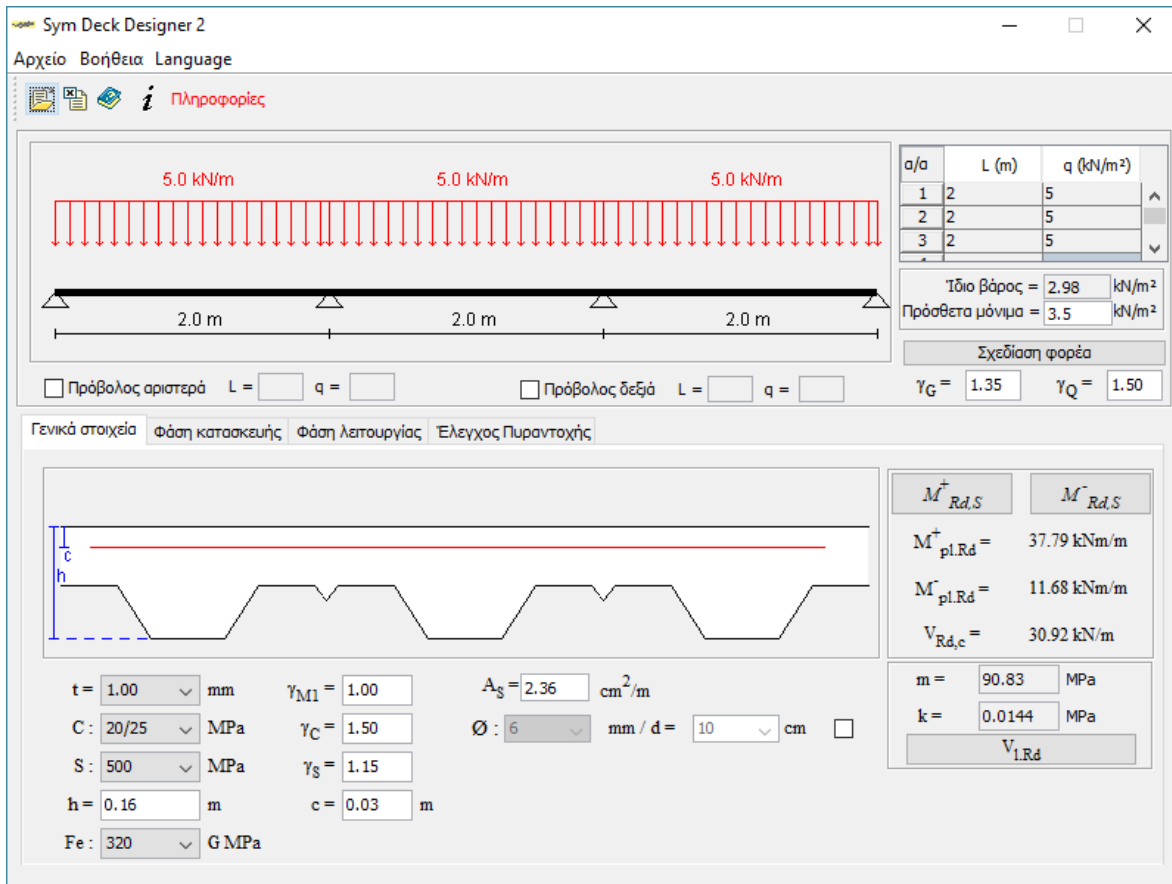 Sym Deck Designer 2
Αρχείο Βοήθεια Language
i Πληροφορίες
5.0 kN/m 5.0 kN/m 5.0 kN/m
2.0 m 2.0 m 2.0 m
α/α L (m) q (kN/m²)
1 2 5
2 2 5
3 2 5
Ίδιο βάρος = 2.98 kN/m²
Πρόσθετα μόνιμα = 3.5 kN/m²
Σχεδίαση φορέα
Πρόβολος αριστερά L = q = Πρόβολος δεξιά L = q =
γG = 1.35 γQ = 1.50
Γενικά στοιχεία Φάση κατασκευής Φάση λειτουργίας Έλεγχος Πυραντοχής
c
h
M+Rd,S M-Rd,S
M+pl.Rd = 37.79 kNm/m
M-pl.Rd = 11.68 kNm/m
VRd,c = 30.92 kN/m
m = 90.83 MPa
k = 0.0144 MPa
V1.Rd
t = 1.00 mm γM1 = 1.00 AS = 2.36 cm2/m
C : 20/25 MPa γC = 1.50 Ø : 6 mm / d = 10 cm
S : 500 MPa γS = 1.15
h = 0.16 m c = 0.03 m
Fe : 320 G MPa